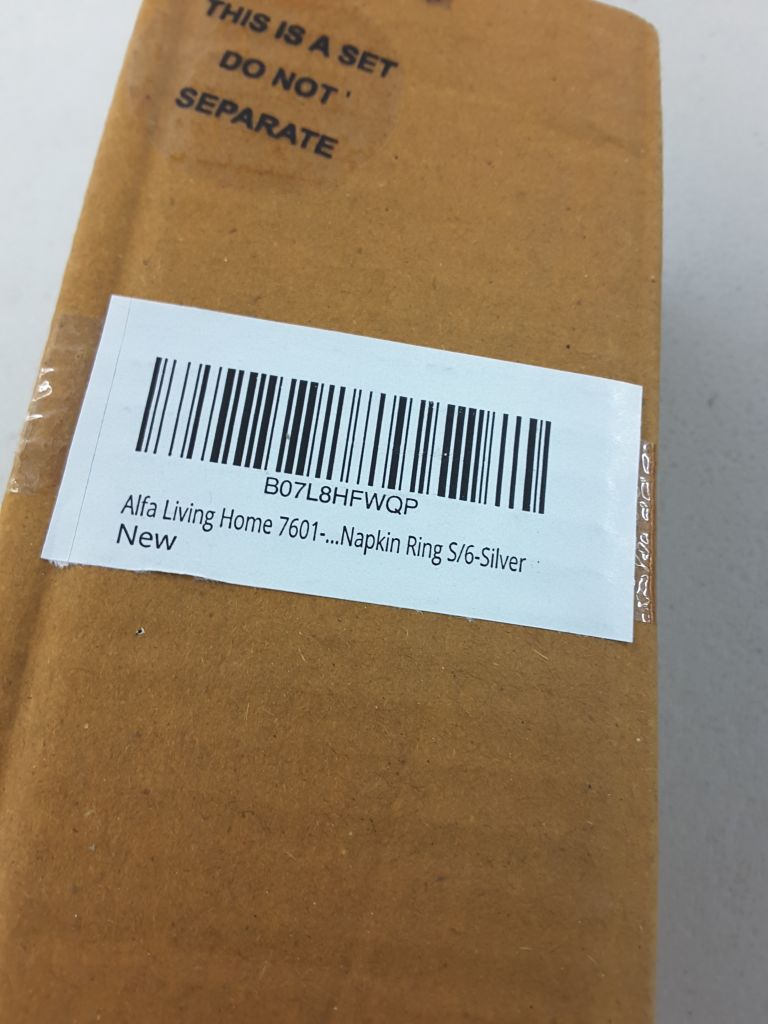 THIS IS A SET
DO NOT
SEPARATE
B07L8HFWQP
Alfa Living Home 7601-...Napkin Ring S/6-Silver
New